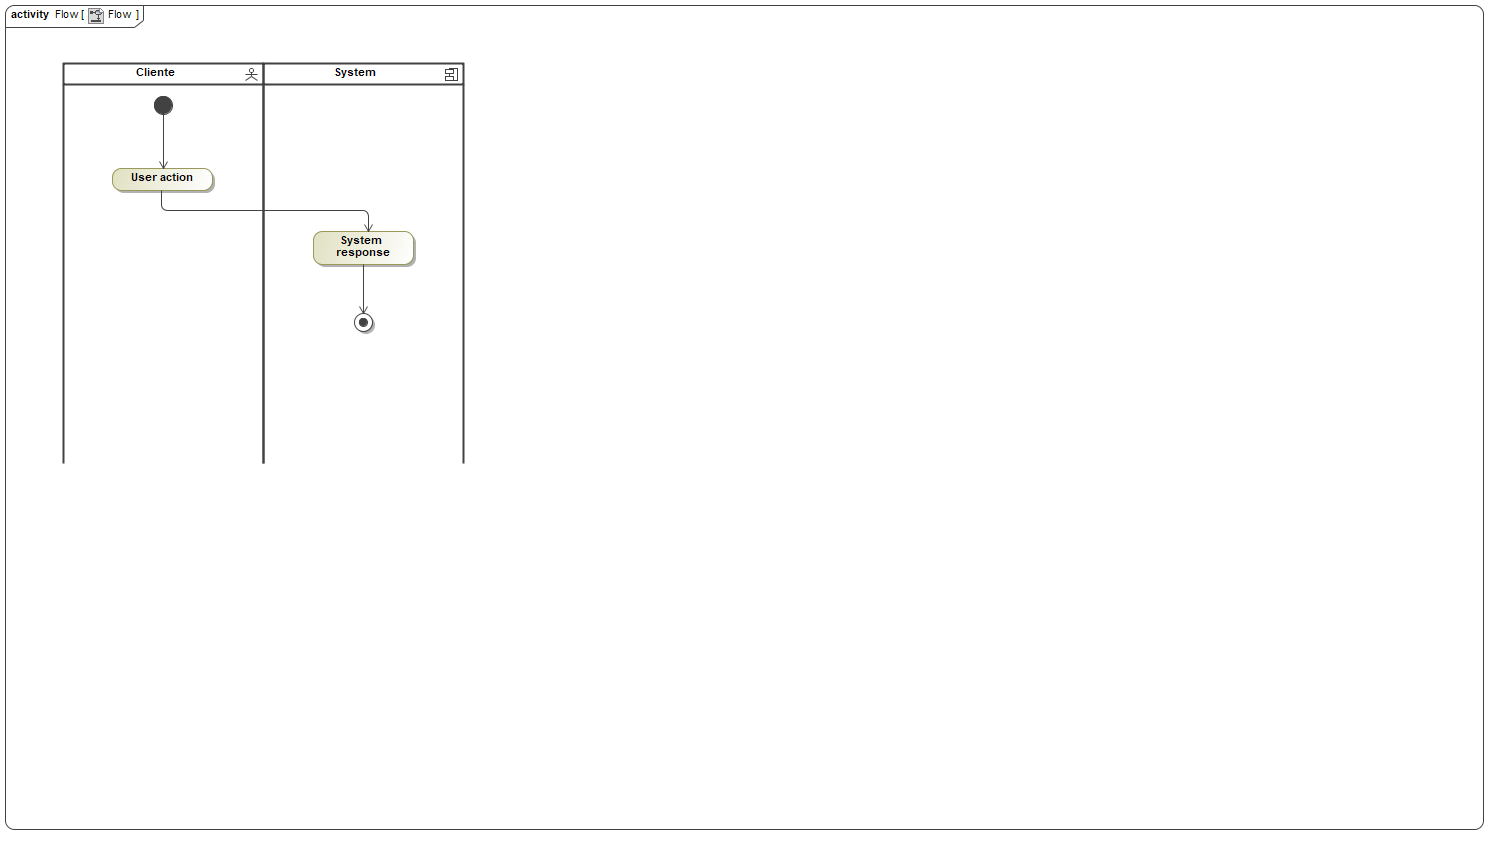 activity Flow [ Flow ]
Cliente
System
User action
System
response